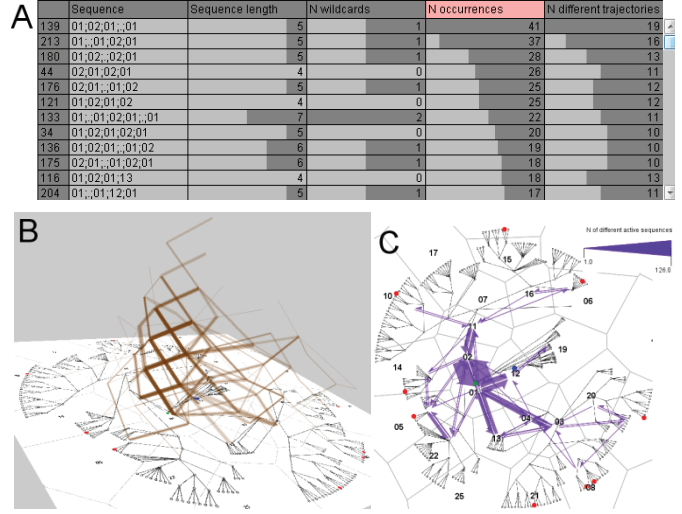 A
Sequence Sequence length N wildcards N occurrences N different trajectories
139 01;02;01;.;01 5 1 41 19
213 01;.;01;02;01 5 1 37 16
180 01;02;.;02;01 5 1 28 13
44 02;01;02;01 4 0 26 11
176 02;01;.;01;02 5 1 25 12
121 01;02;01;02 4 0 25 12
133 01;.;01;02;01;.;01 7 2 22 11
34 01;02;01;02;01 5 0 20 10
136 01;02;01;.;01;02 6 1 19 10
175 02;01;.;01;02;01 6 1 18 10
116 01;02;01;13 4 0 18 13
204 01;.;01;12;01 5 1 17 11
B
C
N of different active sequences
1.0
126.0
17
15
10
07
16
06
11
14
02
19
12
01
20
05
04
03
13
22
08
25
21